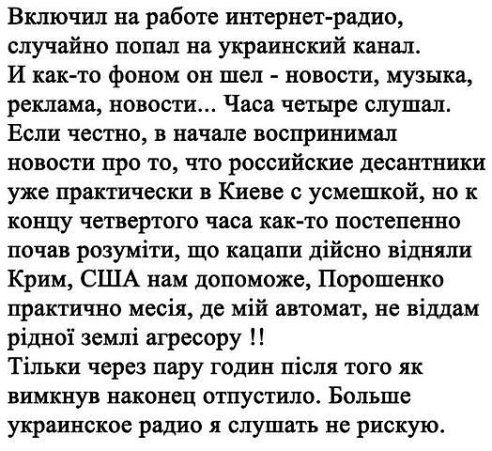 Включил на работе интернет-радио,
случайно попал на украинский канал.
И как-то фоном он шел - новости, музыка,
реклама, новости... Часа четыре слушал.
Если честно, в начале воспринимал
новости про то, что российские десантники
уже практически в Киеве с усмешкой, но к
концу четвертого часа как-то постепенно
почав розуміти, що кацапи дійсно відняли
Крим, США нам допоможе, Порошенко
практично месія, де мій автомат, не віддам
рідної землі агресору !!
Тільки через пару годин після того як
вимкнув наконец отпустило. Больше
украинское радио я слушать не рискую.